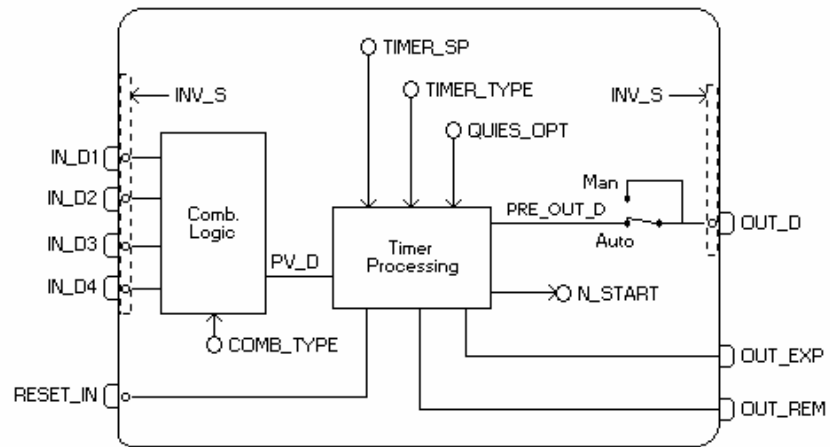 TIMER_SP
INV_S
TIMER_TYPE
INV_S
QUIES_OPT
IN_D1
IN_D2
IN_D3
IN_D4
Comb.
Logic
PV_D
Timer
Processing
PRE_OUT_D
Man
Auto
OUT_D
N_START
COMB_TYPE
OUT_EXP
RESET_IN
OUT_REM